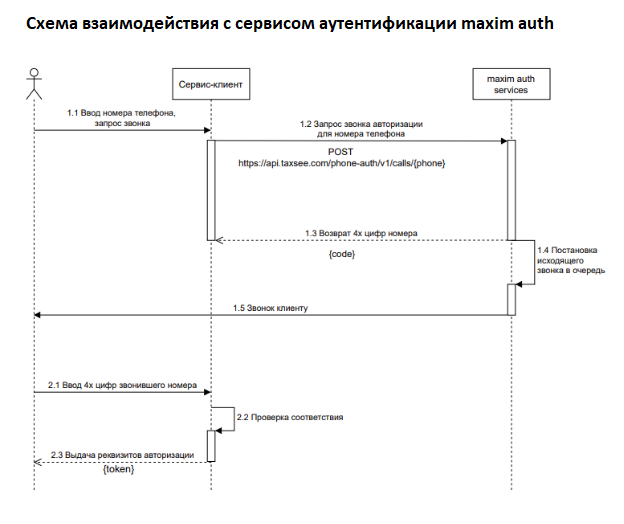 Схема взаимодействия с сервисом аутентификации maxim auth
Сервис-клиент
maxim auth
services
1.1 Ввод номера телефона,
запрос звонка
1.2 Запрос звонка авторизации
для номера телефона
POST
https://api.taxsee.com/phone-auth/v1/calls/{phone}
1.3 Возврат 4х цифр номера
{code}
1.4 Постановка
исходящего
звонка в очередь
1.5 Звонок клиенту
2.1 Ввод 4х цифр звонившего номера
2.2 Проверка соответствия
2.3 Выдача реквизитов авторизации
{token}